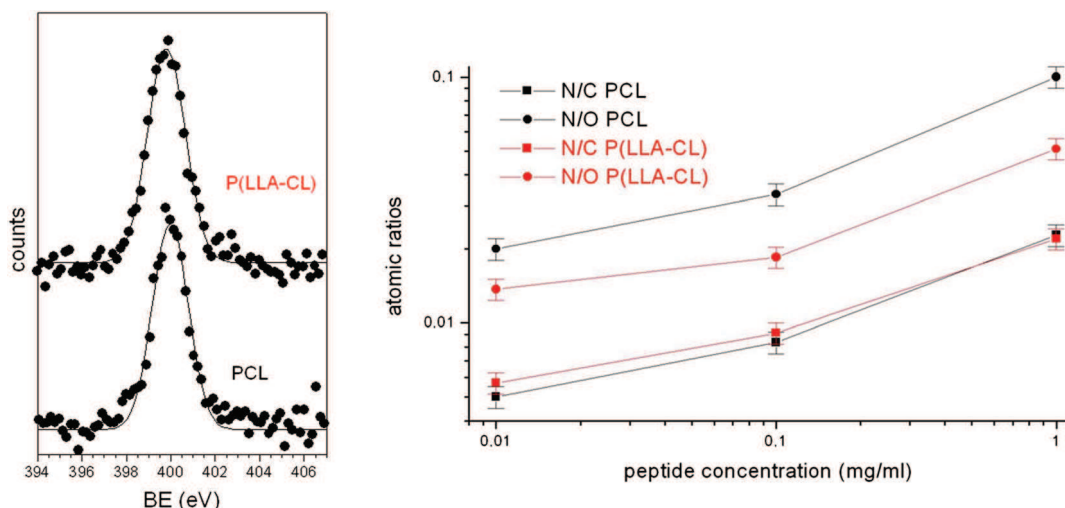 counts
P(LLA-CL)
PCL
394 396 398 400 402 404 406
BE (eV)
atomic ratios
0.1
0.01
N/C PCL
N/O PCL
N/C P(LLA-CL)
N/O P(LLA-CL)
0.01 0.1 1
peptide concentration (mg/ml)